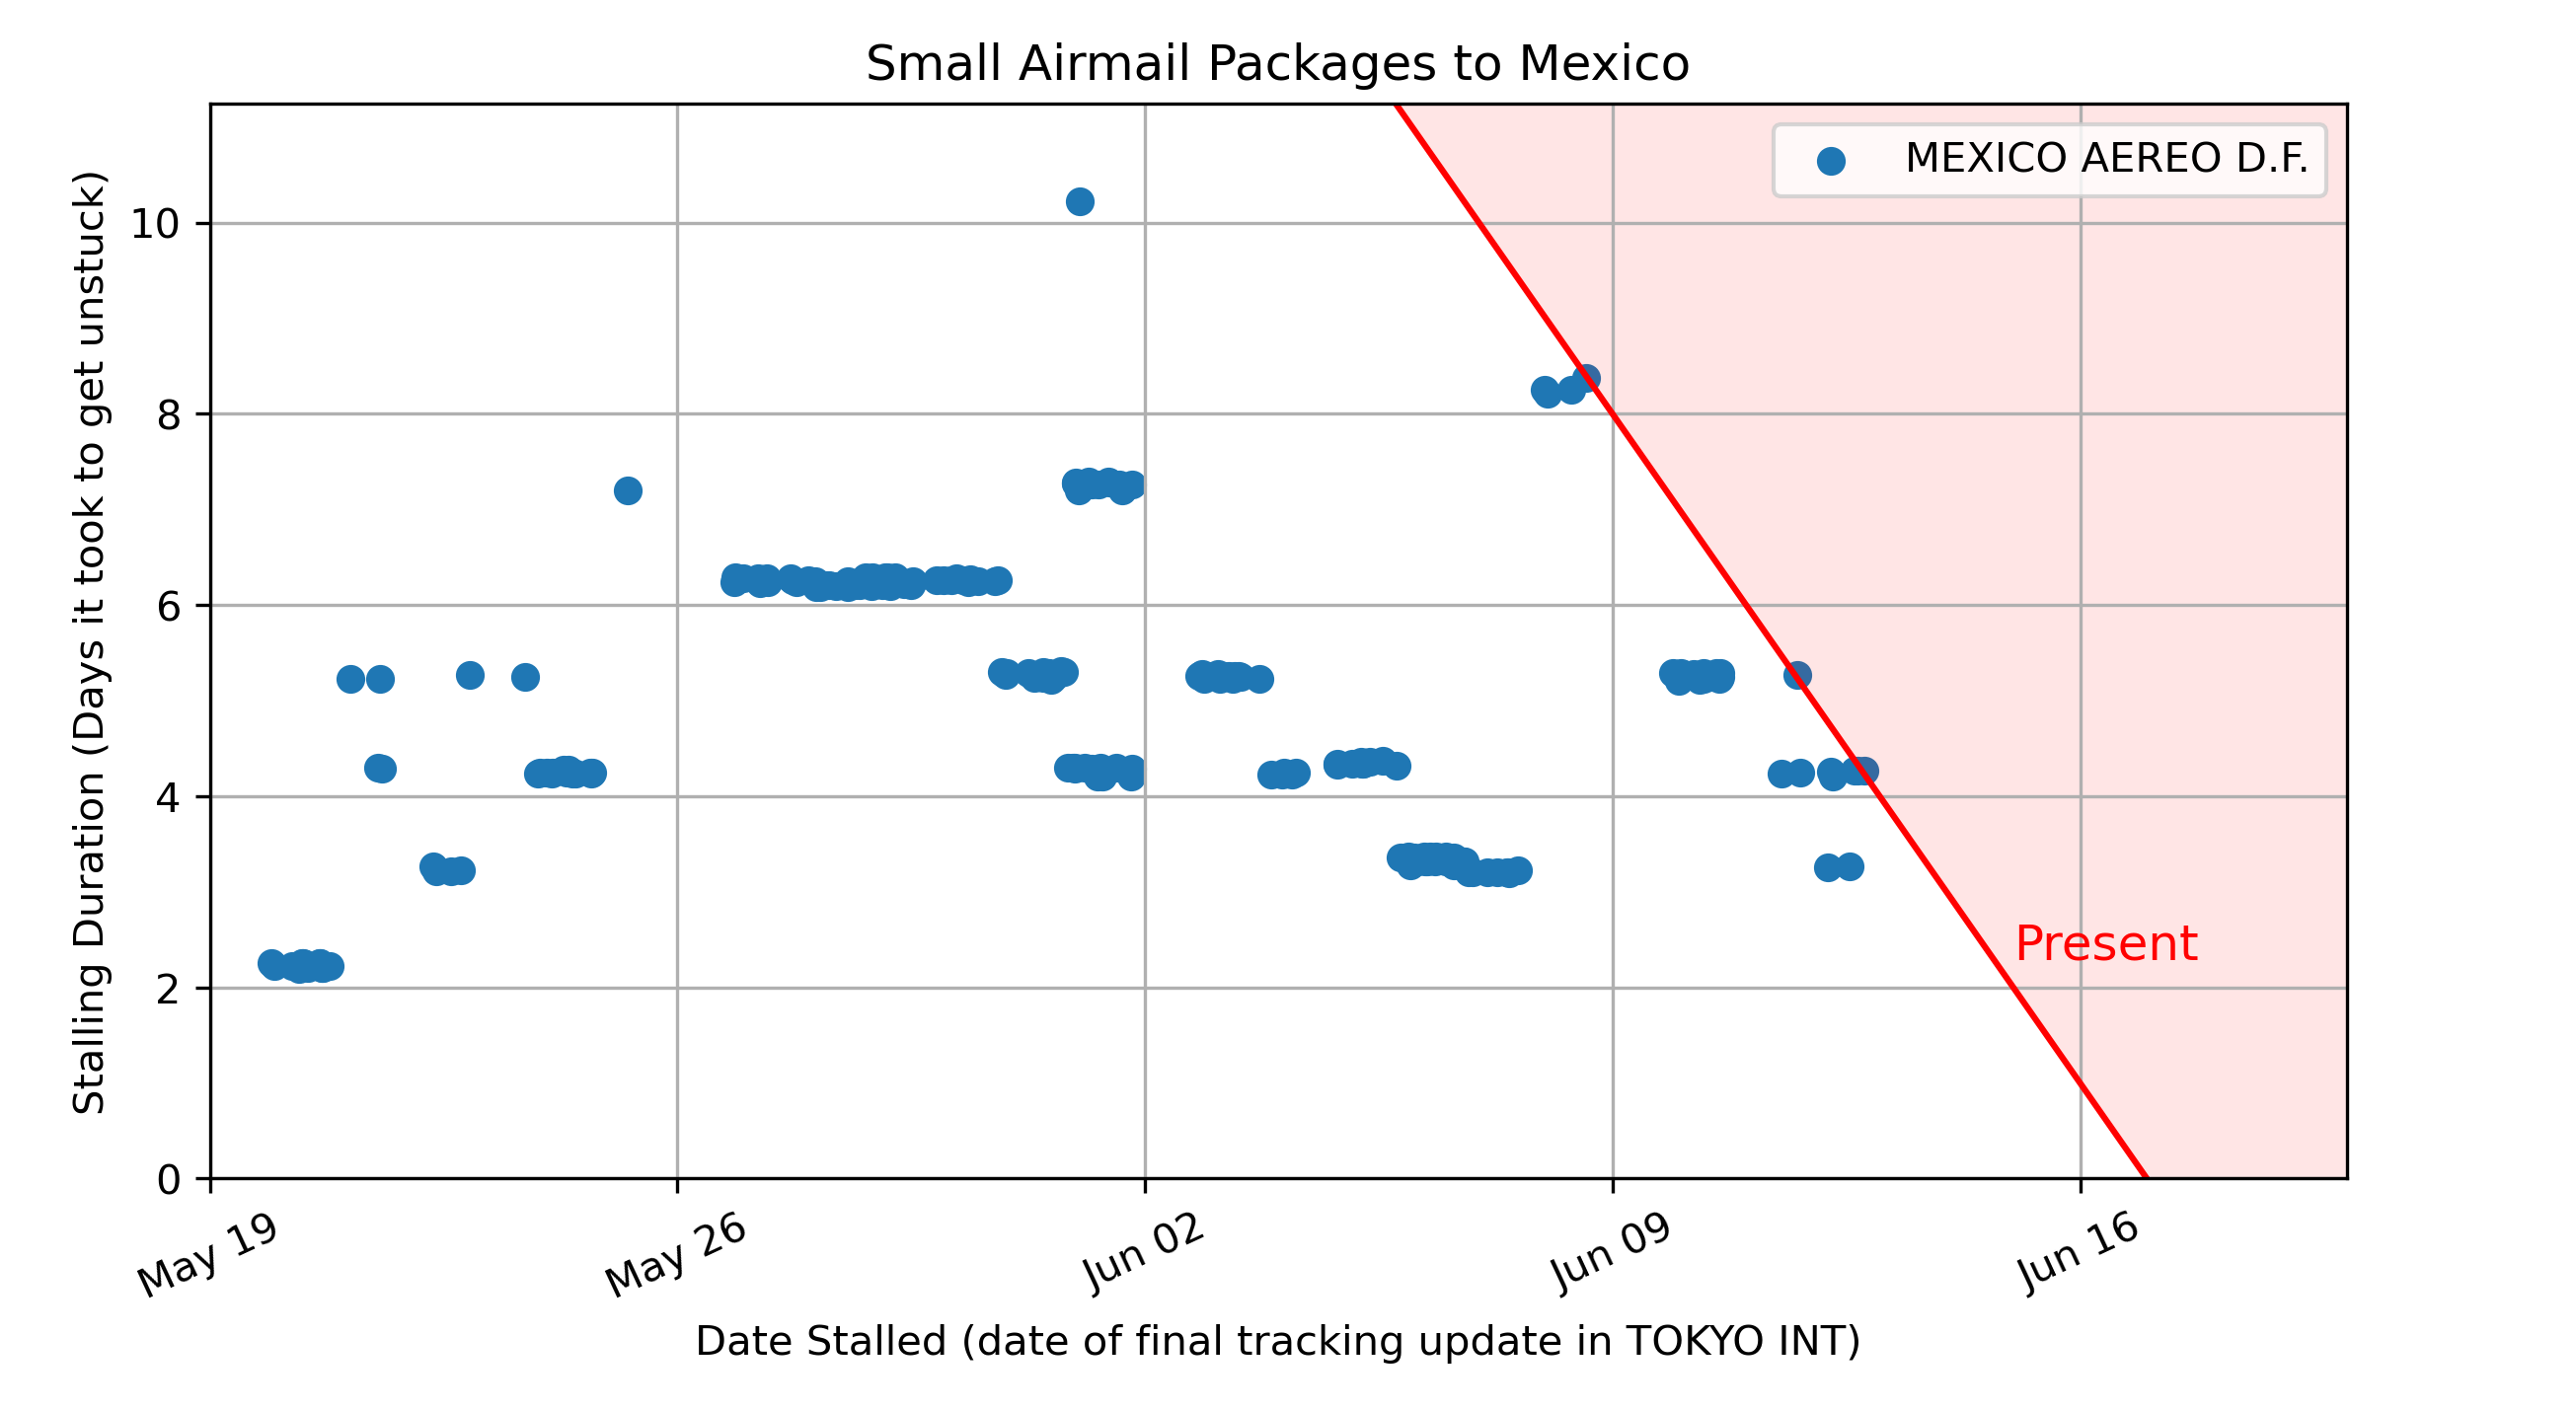 Small Airmail Packages to Mexico
MEXICO AEREO D.F.
Stalling Duration (Days it took to get unstuck)
10
8
6
4
2
0
Present
May 19
May 26
Jun 02
Jun 09
Jun 16
Date Stalled (date of final tracking update in TOKYO INT)